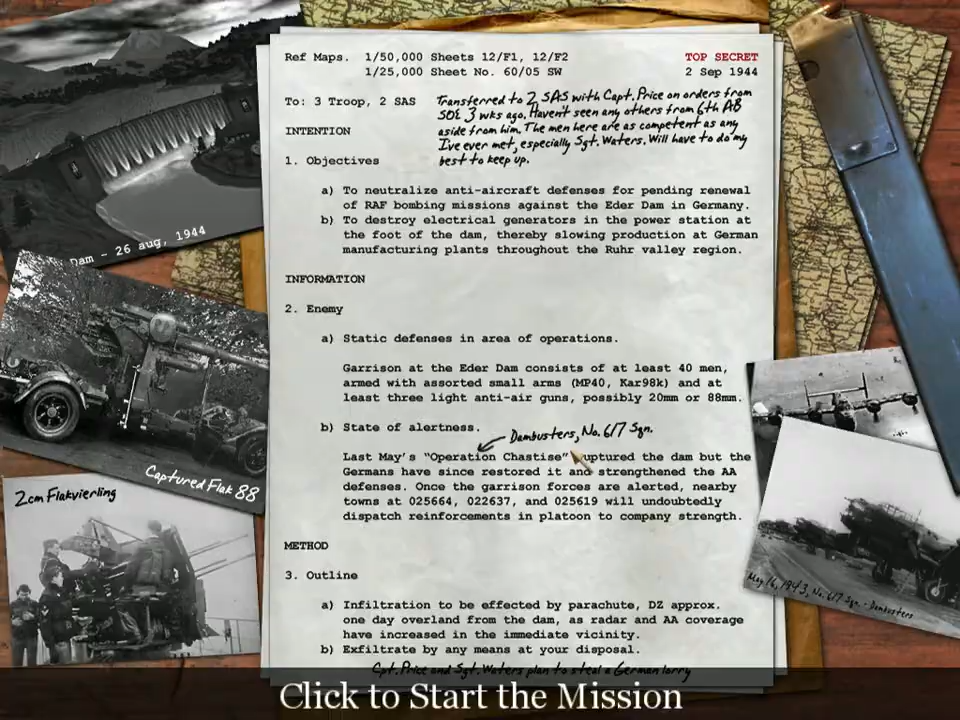 Ref Maps. 1/50,000 Sheets 12/F1, 12/F2 TOP SECRET
1/25,000 Sheet No. 60/05 SW 2 Sep 1944
To: 3 Troop, 2 SAS
Transferred to 2 SAS with Capt. Price on orders from
SOE 3 wks ago. Haven't seen any others from 6th AB
aside from him. The men here are as competent as any
I've ever met, especially Sgt. Waters. Will have to do my
best to keep up.
INTENTION
1. Objectives
a) To neutralize anti-aircraft defenses for pending renewal
of RAF bombing missions against the Eder Dam in Germany.
b) To destroy electrical generators in the power station at
the foot of the dam, thereby slowing production at German
manufacturing plants throughout the Ruhr valley region.
Dam - 26 aug, 1944
INFORMATION
2. Enemy
a) Static defenses in area of operations.
Garrison at the Eder Dam consists of at least 40 men,
armed with assorted small arms (MP40, Kar98k) and at
least three light anti-air guns, possibly 20mm or 88mm.
b) State of alertness.
Dambusters, No. 617 Sqn.
Last May's "Operation Chastise" ruptured the dam but the
Germans have since restored it and strengthened the AA
defenses. Once the garrison forces are alerted, nearby
towns at 025664, 022637, and 025619 will undoubtedly
dispatch reinforcements in platoon to company strength.
Captured Flak 88
2cm Flakvierling
METHOD
3. Outline
a) Infiltration to be effected by parachute, DZ approx.
one day overland from the dam, as radar and AA coverage
have increased in the immediate vicinity.
b) Exfiltrate by any means at your disposal.
Cpt. Price and Sgt. Waters plan to steal a German lorry
May 16, 1943, No. 617 Sqn. - Dambusters
Click to Start the Mission